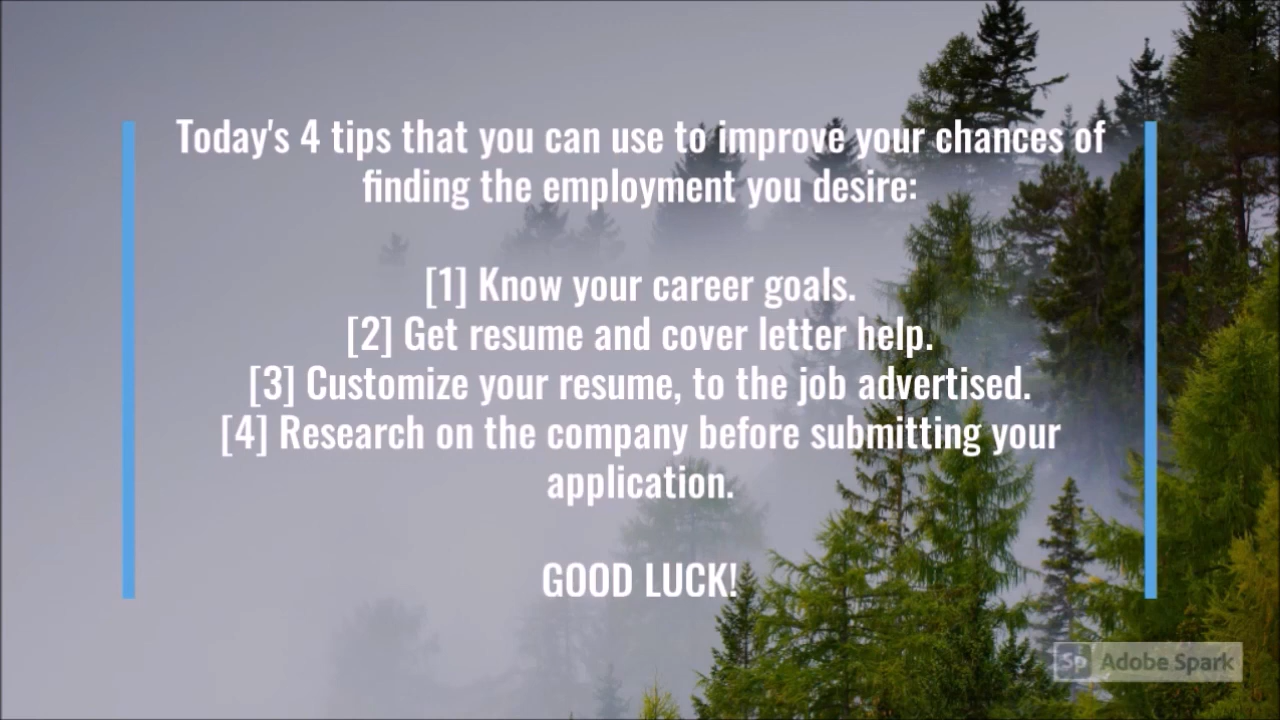 Today's 4 tips that you can use to improve your chances of
finding the employment you desire:
[1] Know your career goals.
[2] Get resume and cover letter help.
[3] Customize your resume, to the job advertised.
[4] Research on the company before submitting your
application.
GOOD LUCK!
Sp Adobe Spark